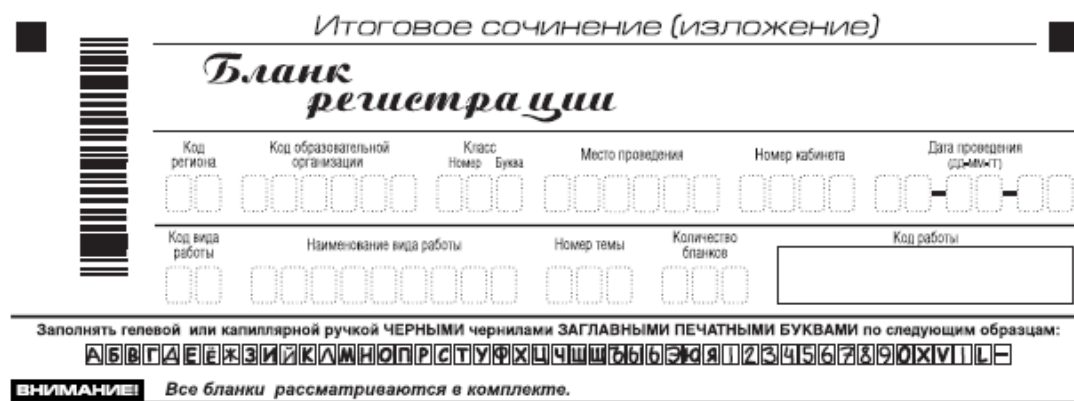 Итоговое сочинение (изложение)
Бланк
регистрации
Код региона
Код образовательной организации
Класс
Номер Буква
Место проведения
Номер кабинета
Дата проведения
(ДД-ММ-ГГ)
Код вида работы
Наименование вида работы
Номер темы
Количество бланков
Код работы
Заполнять гелевой или капиллярной ручкой ЧЕРНЫМИ чернилами ЗАГЛАВНЫМИ ПЕЧАТНЫМИ БУКВАМИ по следующим образцам:
АБВГДЕЁЖЗИЙКЛМНОПРСТУФХЦЧШЩЪЫЬЭЮЯ1234567890XVIL-
ВНИМАНИЕ! Все бланки рассматриваются в комплекте.